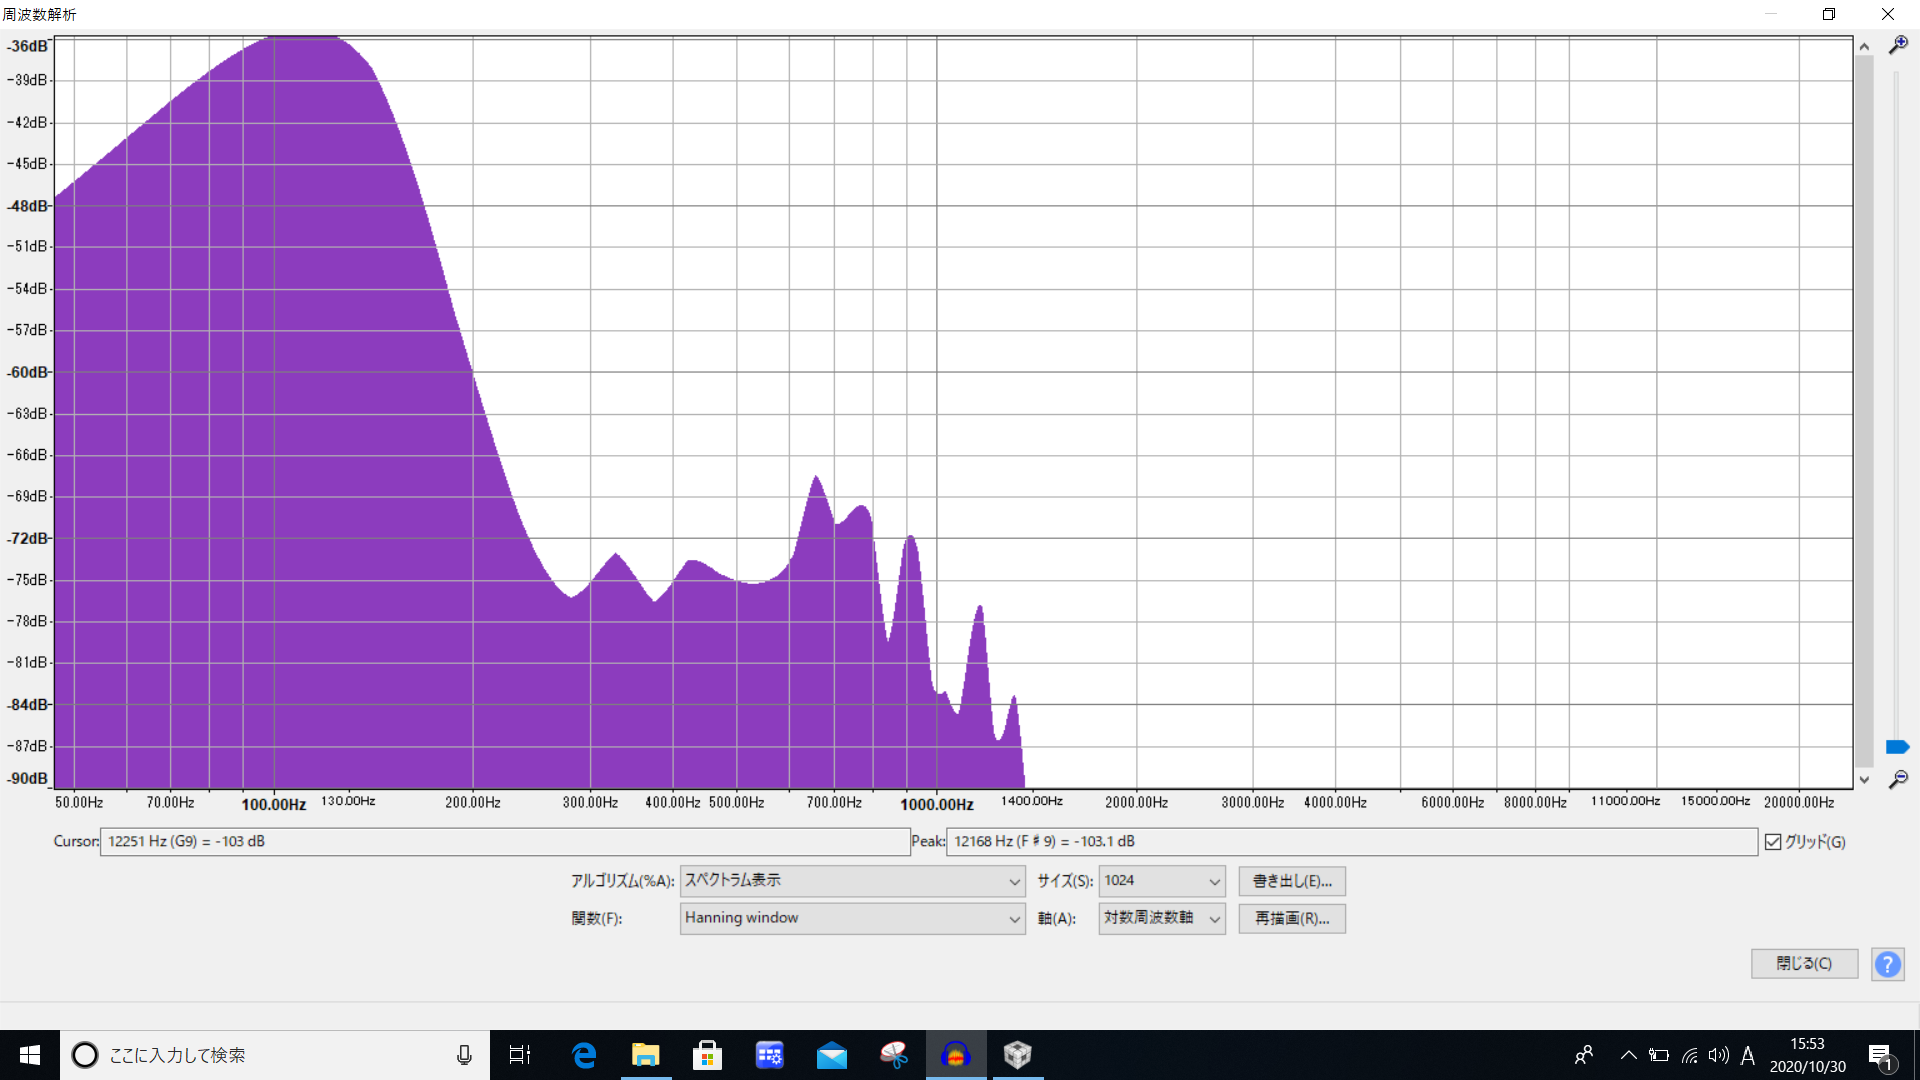 周波数解析
-36dB
-39dB
-42dB
-45dB
-48dB
-51dB
-54dB
-57dB
-60dB
-63dB
-66dB
-69dB
-72dB
-75dB
-78dB
-81dB
-84dB
-87dB
-90dB
50.00Hz 70.00Hz 100.00Hz 130.00Hz 200.00Hz 300.00Hz 400.00Hz 500.00Hz 700.00Hz 1000.00Hz 1400.00Hz 2000.00Hz 3000.00Hz 4000.00Hz 6000.00Hz 8000.00Hz 11000.00Hz 15000.00Hz 20000.00Hz
Cursor: 12251 Hz (G9) = -103 dB Peak: 12168 Hz (F♯9) = -103.1 dB グリッド(G)
アルゴリズム(%A): スペクトラム表示 サイズ(S): 1024 書き出し(E)...
関数(F): Hanning window 軸(A): 対数周波数軸 再描画(R)...
閉じる(C) ?
ここに入力して検索
A
15:53
2020/10/30
1